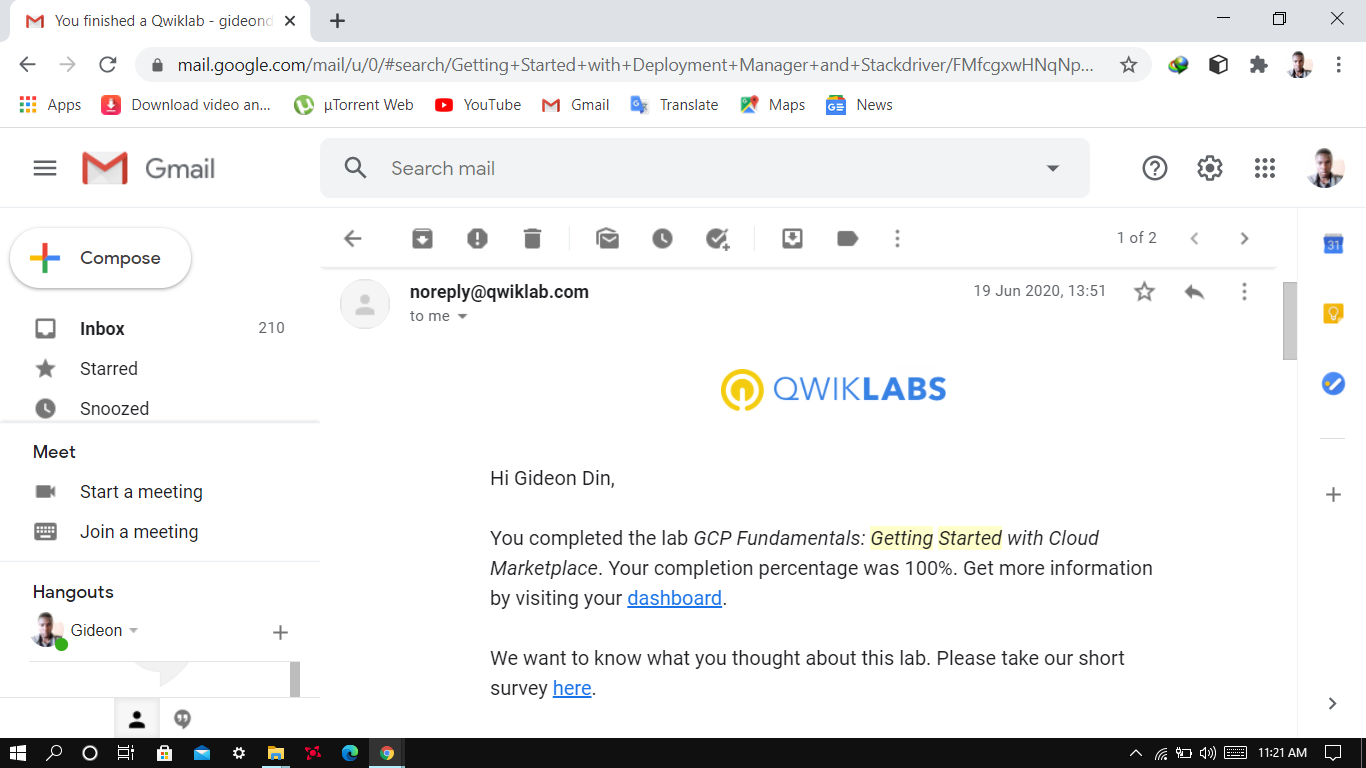 You finished a Qwiklab - gideond
mail.google.com/mail/u/0/#search/Getting+Started+with+Deployment+Manager+and+Stackdriver/FMfcgxwHNqNp...
Apps
Download video an...
µTorrent Web
YouTube
Gmail
Translate
Maps
News
Gmail
Search mail
Compose
1 of 2
31
Inbox 210
Starred
Snoozed
noreply@qwiklab.com
19 Jun 2020, 13:51
to me
QWIKLABS
Meet
Start a meeting
Join a meeting
Hangouts
Gideon
Hi Gideon Din,
You completed the lab GCP Fundamentals: Getting Started with Cloud
Marketplace. Your completion percentage was 100%. Get more information
by visiting your dashboard.
We want to know what you thought about this lab. Please take our short
survey here.
11:21 AM